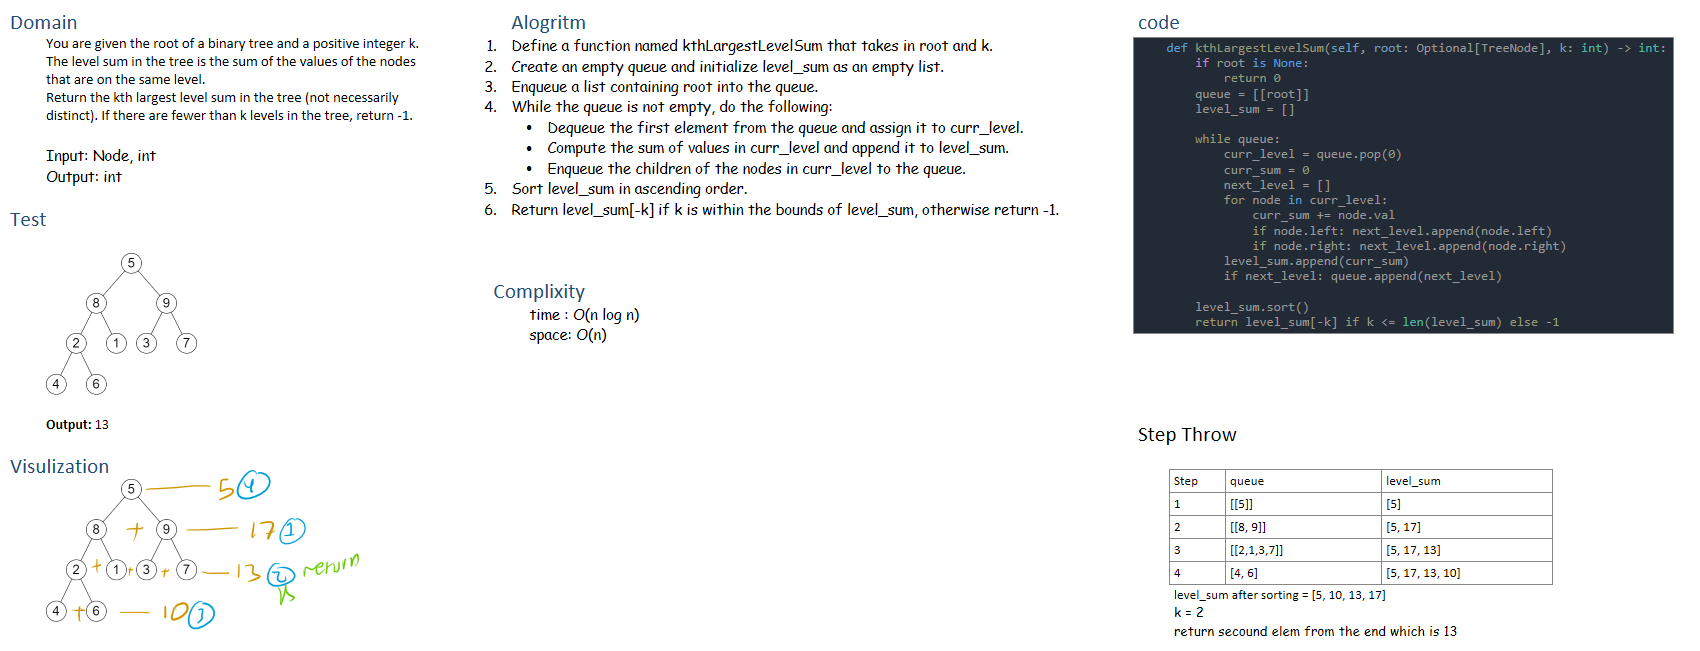 Domain
You are given the root of a binary tree and a positive integer k.
The level sum in the tree is the sum of the values of the nodes
that are on the same level.
Return the kth largest level sum in the tree (not necessarily
distinct). If there are fewer than k levels in the tree, return -1.
Input: Node, int
Output: int
Test
5
8 9
2 1 3 7
4 6
Output: 13
Visulization
5 5 4
8 + 9 17 1
2 + 1 + 3 + 7 13 2 return
k
4 + 6 10 3
Alogritm
1. Define a function named kthLargestLevelSum that takes in root and k.
2. Create an empty queue and initialize level_sum as an empty list.
3. Enqueue a list containing root into the queue.
4. While the queue is not empty, do the following:
• Dequeue the first element from the queue and assign it to curr_level.
• Compute the sum of values in curr_level and append it to level_sum.
• Enqueue the children of the nodes in curr_level to the queue.
5. Sort level_sum in ascending order.
6. Return level_sum[-k] if k is within the bounds of level_sum, otherwise return -1.
Complixity
time : O(n log n)
space: O(n)
code
def kthLargestLevelSum(self, root: Optional[TreeNode], k: int) -> int:
if root is None:
return 0
queue = [[root]]
level_sum = []
while queue:
curr_level = queue.pop(0)
curr_sum = 0
next_level = []
for node in curr_level:
curr_sum += node.val
if node.left: next_level.append(node.left)
if node.right: next_level.append(node.right)
level_sum.append(curr_sum)
if next_level: queue.append(next_level)
level_sum.sort()
return level_sum[-k] if k <= len(level_sum) else -1
Step Throw
Step queue level_sum
1 [[5]] [5]
2 [[8, 9]] [5, 17]
3 [[2,1,3,7]] [5, 17, 13]
4 [4, 6] [5, 17, 13, 10]
level_sum after sorting = [5, 10, 13, 17]
k = 2
return secound elem from the end which is 13